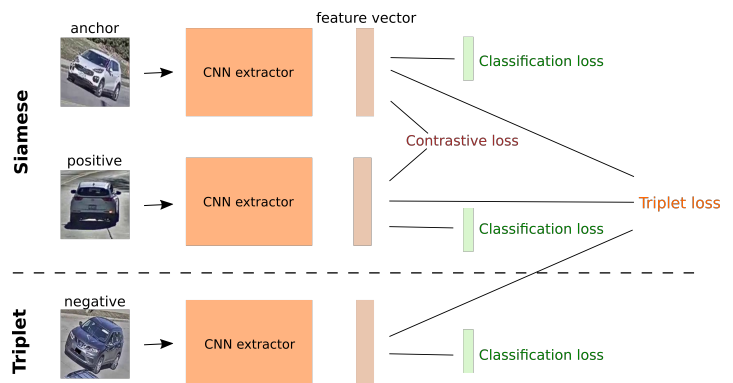 feature vector
anchor
CNN extractor
Classification loss
Siamese
Contrastive loss
positive
CNN extractor
Triplet loss
Classification loss
negative
Triplet
CNN extractor
Classification loss